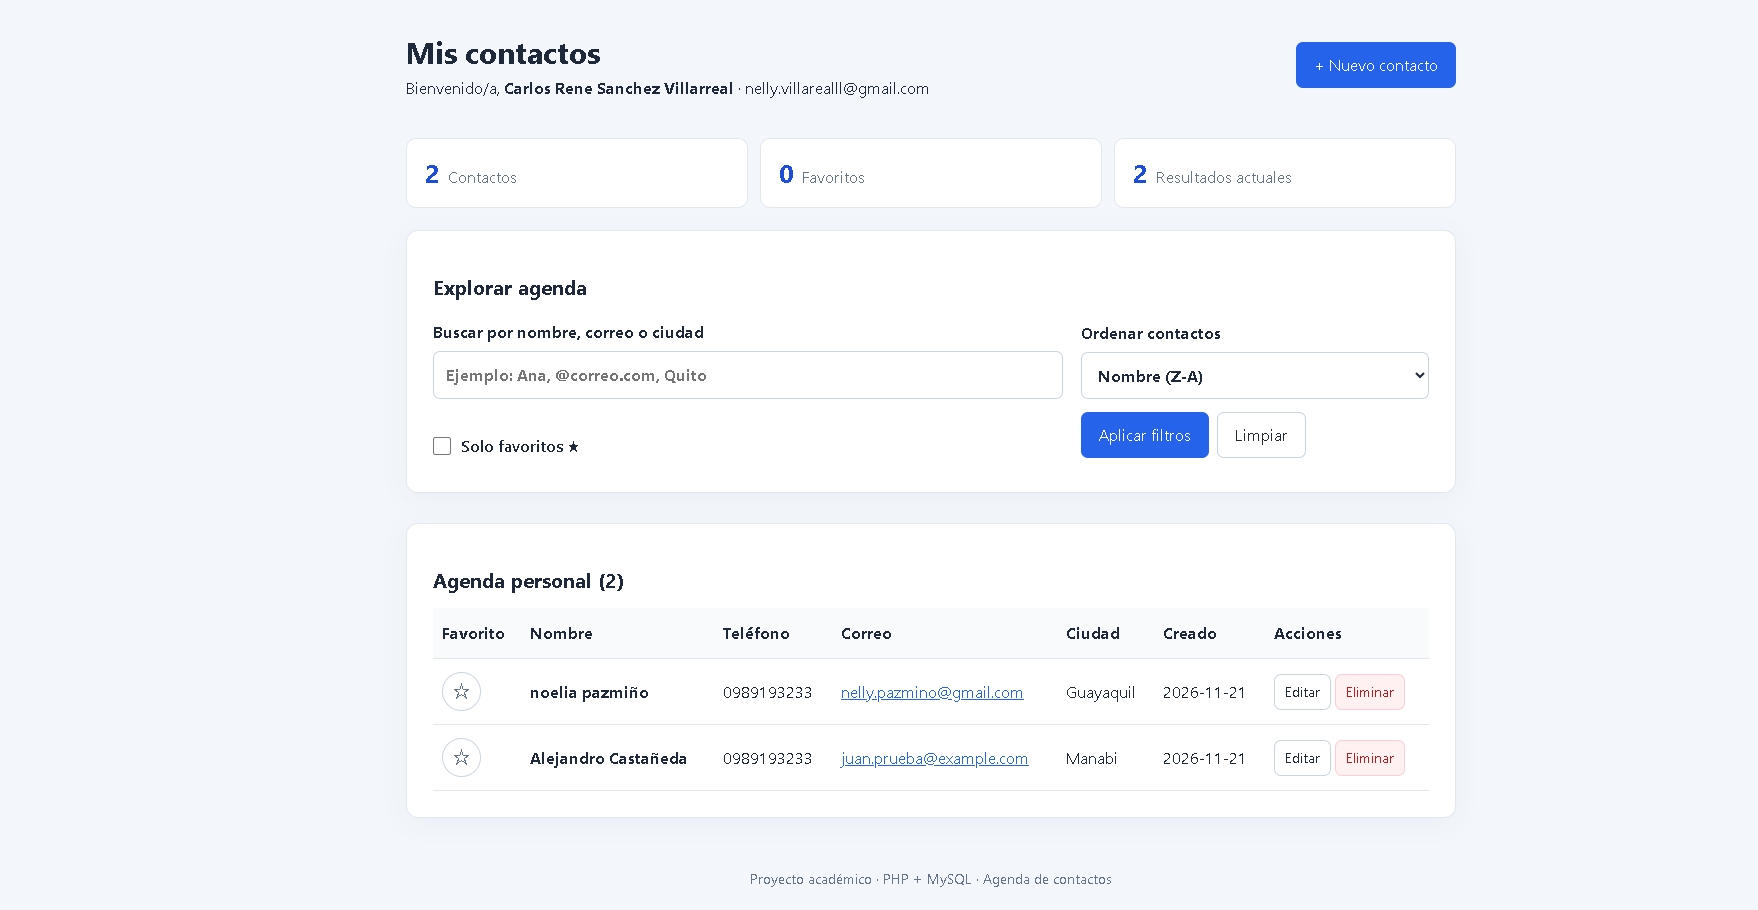 Mis contactos
+ Nuevo contacto
Bienvenido/a, Carlos Rene Sanchez Villarreal · nelly.villarealll@gmail.com
2 Contactos
0 Favoritos
2 Resultados actuales
Explorar agenda
Buscar por nombre, correo o ciudad
Ejemplo: Ana, @correo.com, Quito
Ordenar contactos
Nombre (Z-A)
Solo favoritos ★
Aplicar filtros
Limpiar
Agenda personal (2)
Favorito Nombre Teléfono Correo Ciudad Creado Acciones
☆ noelia pazmiño 0989193233 nelly.pazmino@gmail.com Guayaquil 2026-11-21 Editar Eliminar
☆ Alejandro Castañeda 0989193233 juan.prueba@example.com Manabi 2026-11-21 Editar Eliminar
Proyecto académico · PHP + MySQL · Agenda de contactos